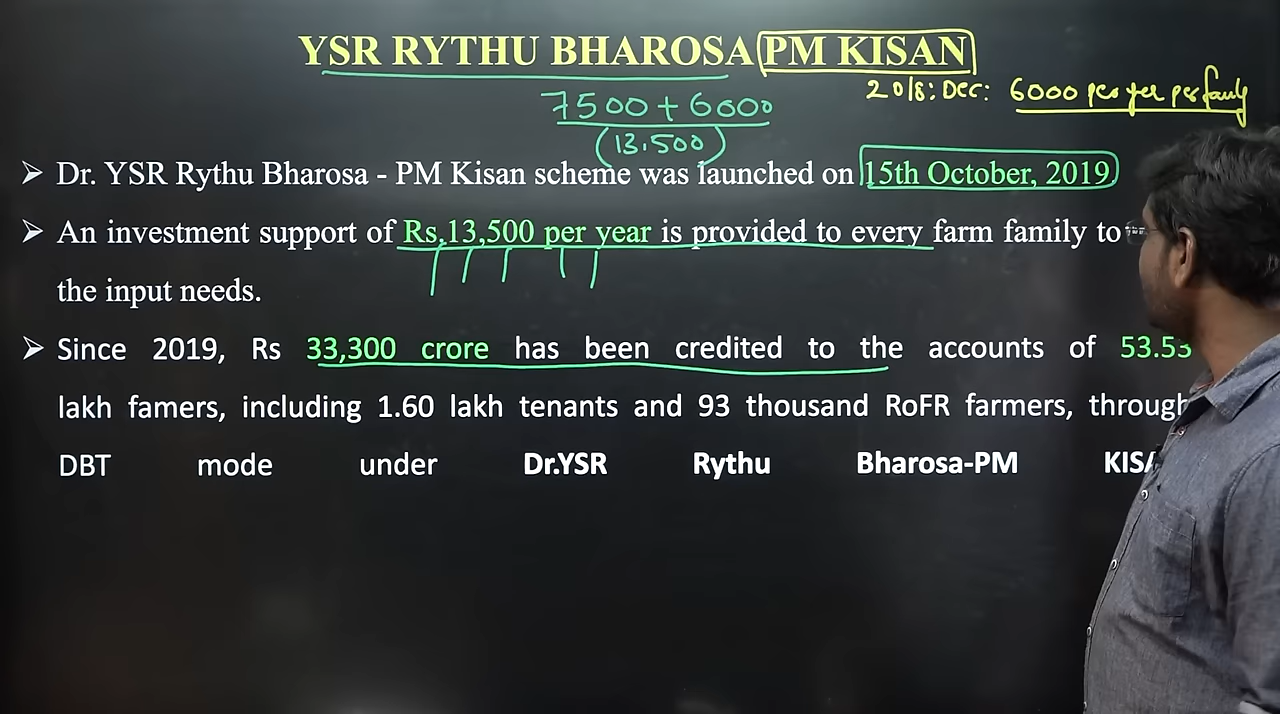 YSR RYTHU BHAROSA PM KISAN
2018: Dec: 6000 per yer per
7500 + 6000
(13.500)
➢ Dr. YSR Rythu Bharosa - PM Kisan scheme was launched on 15th October, 2019
➢ An investment support of Rs.13,500 per year is provided to every farm family to
the input needs.
➢ Since 2019, Rs 33,300 crore has been credited to the accounts of 53.53
lakh famers, including 1.60 lakh tenants and 93 thousand RoFR farmers, through
DBT mode under Dr.YSR Rythu Bharosa-PM